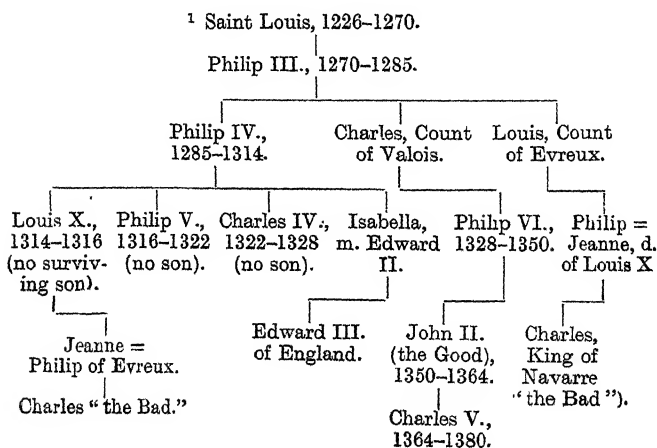 1 Saint Louis, 1226–1270.
Philip III., 1270–1285.
Philip IV., 1285–1314.
Charles, Count of Valois.
Louis, Count of Evreux.
Louis X., 1314–1316 (no surviving son).
Philip V., 1316–1322 (no son).
Charles IV., 1322–1328 (no son).
Isabella, m. Edward II.
Philip VI., 1328–1350.
Philip = Jeanne, d. of Louis X
Jeanne = Philip of Evreux.
Edward III. of England.
John II. (the Good), 1350–1364.
Charles, King of Navarre "the Bad").
Charles "the Bad."
Charles V., 1364–1380.